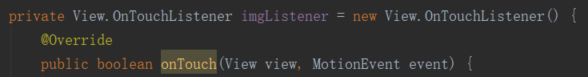 private View.OnTouchListener imgListener = new View.OnTouchListener() {
@Override
public boolean onTouch(View view, MotionEvent event) {